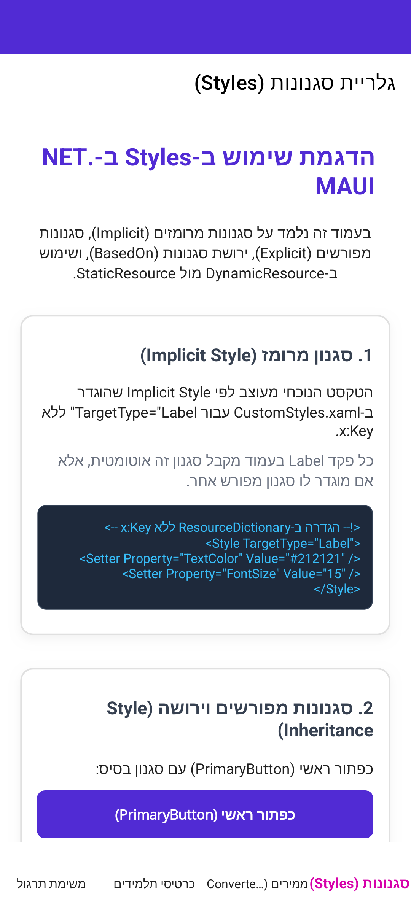 גלריית סגנונות (Styles)
הדגמת שימוש ב-Styles ב-.NET
MAUI
בעמוד זה נלמד על סגנונות מרומזים (Implicit), סגנונות
מפורשים (Explicit), ירושת סגנונות (BasedOn), ושימוש
ב-DynamicResource מול StaticResource.
1. סגנון מרומז (Implicit Style)
הטקסט הנוכחי מעוצב לפי Implicit Style שהוגדר
ב-CustomStyles.xaml עבור TargetType="Label" ללא
x:Key.
כל פקד Label בעמוד מקבל סגנון זה אוטומטית, אלא
אם מוגדר לו סגנון מפורש אחר.
<!-- הגדרה ב-ResourceDictionary ללא x:Key -->
<Style TargetType="Label">
<Setter Property="TextColor" Value="#212121" />
<Setter Property="FontSize" Value="15" />
</Style>
2. סגנונות מפורשים וירושה (Style
Inheritance)
כפתור ראשי (PrimaryButton) עם סגנון בסיס:
כפתור ראשי (PrimaryButton)
סגנונות (Styles)
ממירים (Converte...
כרטיסי תלמידים
משימת תרגול